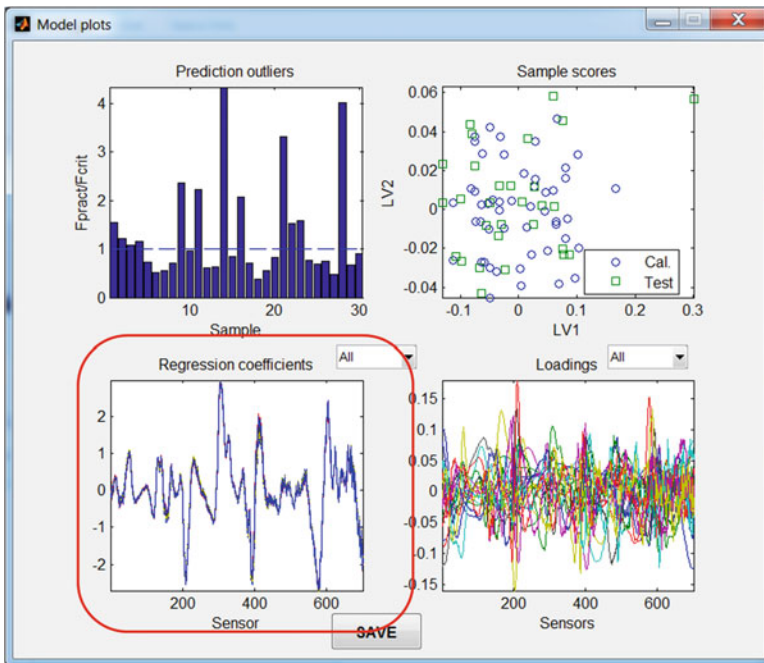 Model plots
Prediction outliers
Fpract/Fcrit
4
3
2
1
0
10
20
30
Sample
Sample scores
LV2
0.06
0.04
0.02
0
-0.02
-0.04
Cal.
Test
-0.1
0
0.1
0.2
0.3
LV1
Regression coefficients
All
2
1
0
-1
-2
200
400
600
Sensor
Loadings
All
0.15
0.1
0.05
0
-0.05
-0.1
-0.15
200
400
600
Sensors
SAVE